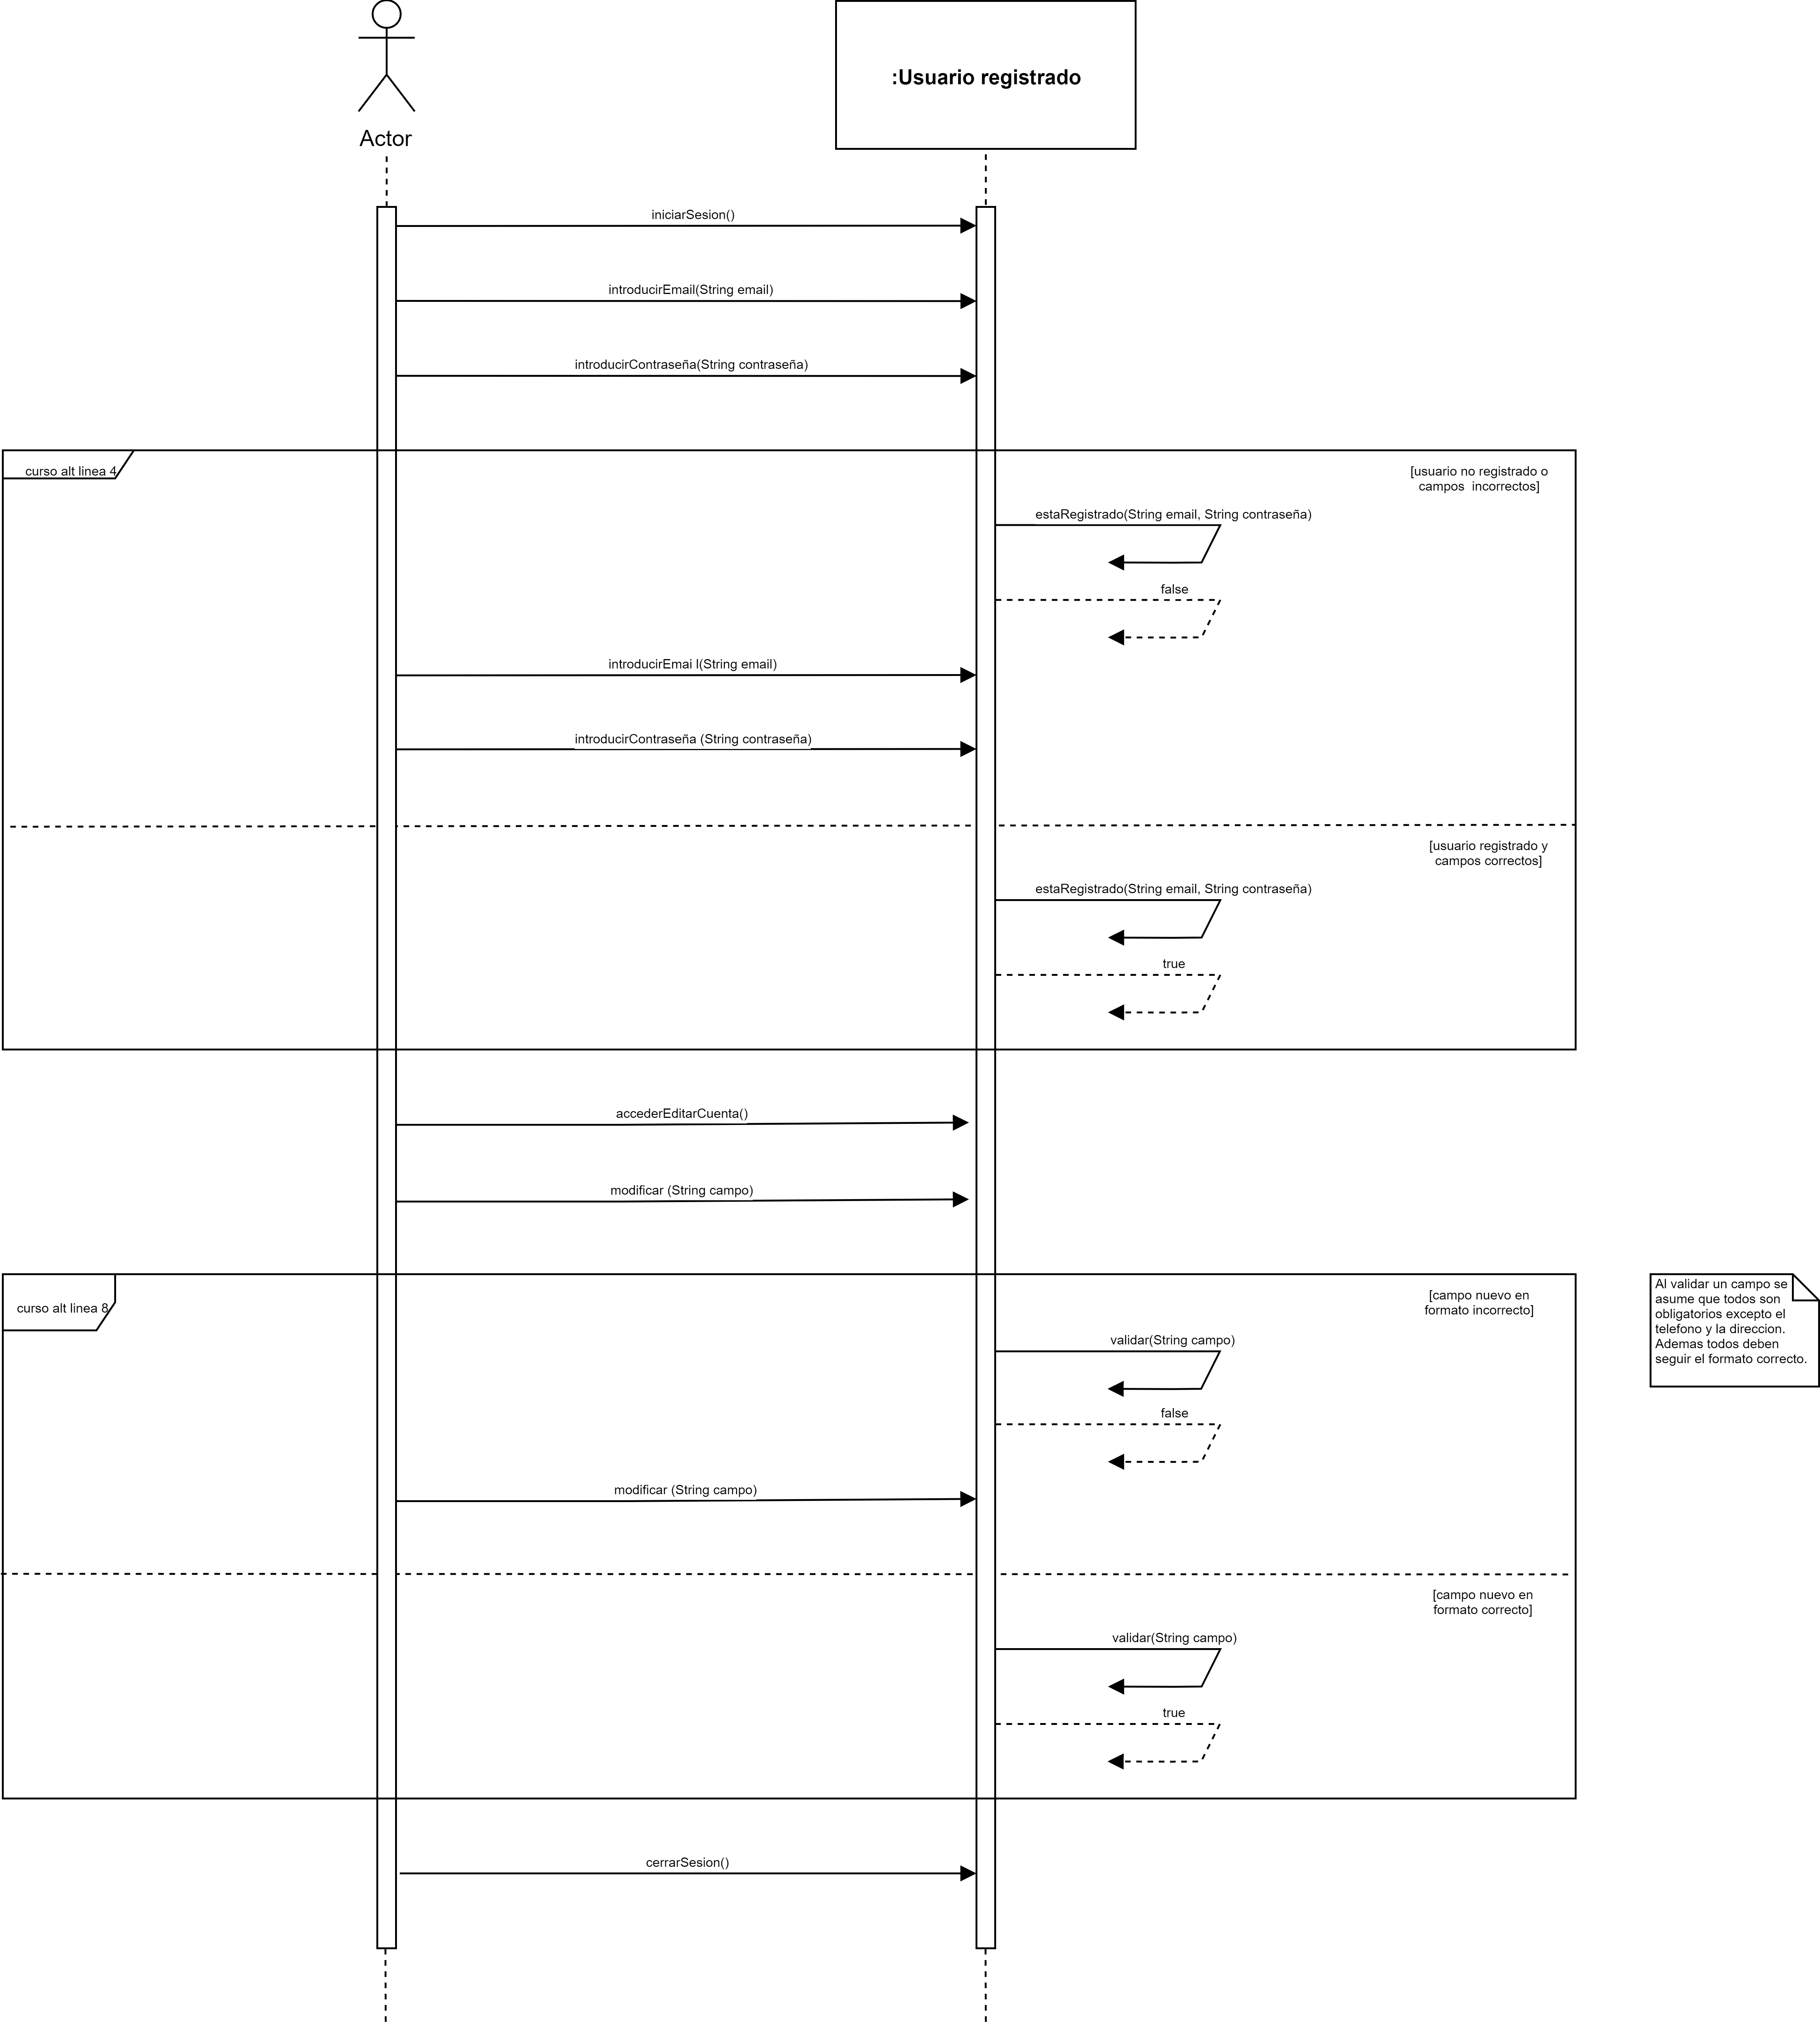 Actor
:Usuario registrado
iniciarSesion()
introducirEmail(String email)
introducirContraseña(String contraseña)
curso alt linea 4
[usuario no registrado o
campos  incorrectos]
estaRegistrado(String email, String contraseña)
false
introducirEmai l(String email)
introducirContraseña (String contraseña)
[usuario registrado y
campos correctos]
estaRegistrado(String email, String contraseña)
true
accederEditarCuenta()
modificar (String campo)
curso alt linea 8
[campo nuevo en
formato incorrecto]
Al validar un campo se
asume que todos son
obligatorios excepto el
telefono y la direccion.
Ademas todos deben
seguir el formato correcto.
validar(String campo)
false
modificar (String campo)
[campo nuevo en
formato correcto]
validar(String campo)
true
cerrarSesion()